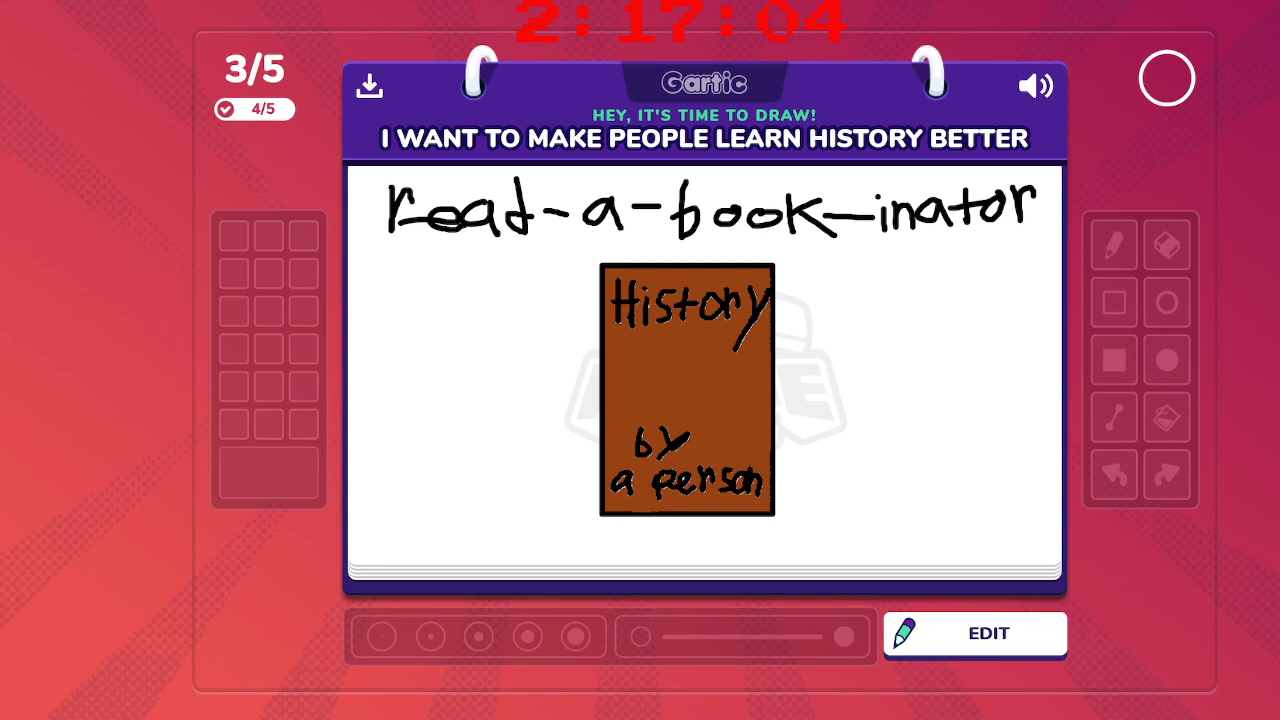 2:17:04
3/5
4/5
Gartic
HEY, IT'S TIME TO DRAW!
I WANT TO MAKE PEOPLE LEARN HISTORY BETTER
read-a-book-inator
History
by
a person
EDIT